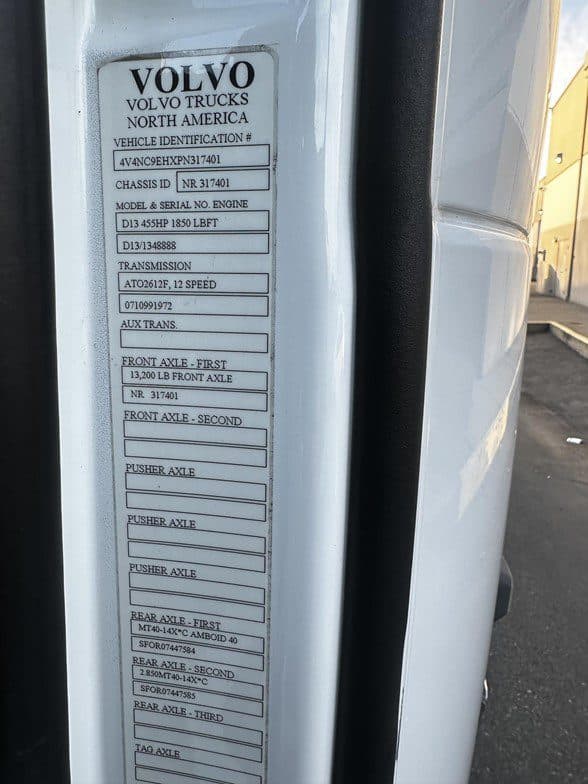 VOLVO
VOLVO TRUCKS
NORTH AMERICA
VEHICLE IDENTIFICATION #
4V4NC9EHXPN317401
CHASSIS ID NR 317401
MODEL & SERIAL NO. ENGINE
D13 455HP 1850 LBFT
D13/1348888
TRANSMISSION
ATO2612F, 12 SPEED
0710991972
AUX TRANS.
FRONT AXLE - FIRST
13,200 LB FRONT AXLE
NR 317401
FRONT AXLE - SECOND
PUSHER AXLE
PUSHER AXLE
PUSHER AXLE
REAR AXLE - FIRST
MT40-14X*C AMBOID 40
SFOR07447584
REAR AXLE - SECOND
2.850MT40-14X*C
SFOR07447585
REAR AXLE - THIRD
TAG AXLE